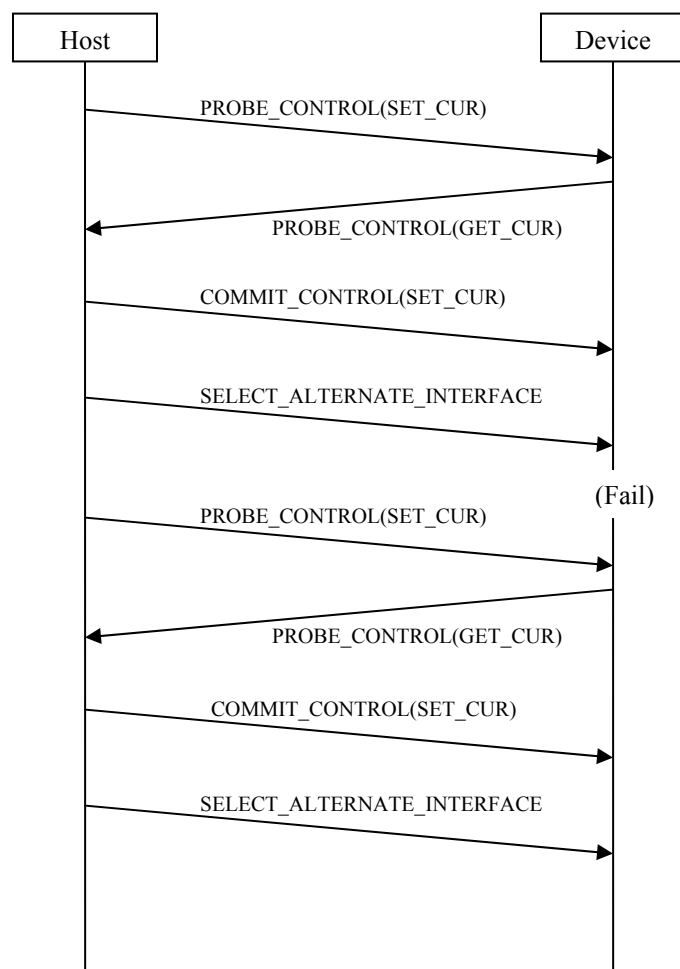 Host
Device
PROBE_CONTROL(SET_CUR)
PROBE_CONTROL(GET_CUR)
COMMIT_CONTROL(SET_CUR)
SELECT_ALTERNATE_INTERFACE
(Fail)
PROBE_CONTROL(SET_CUR)
PROBE_CONTROL(GET_CUR)
COMMIT_CONTROL(SET_CUR)
SELECT_ALTERNATE_INTERFACE